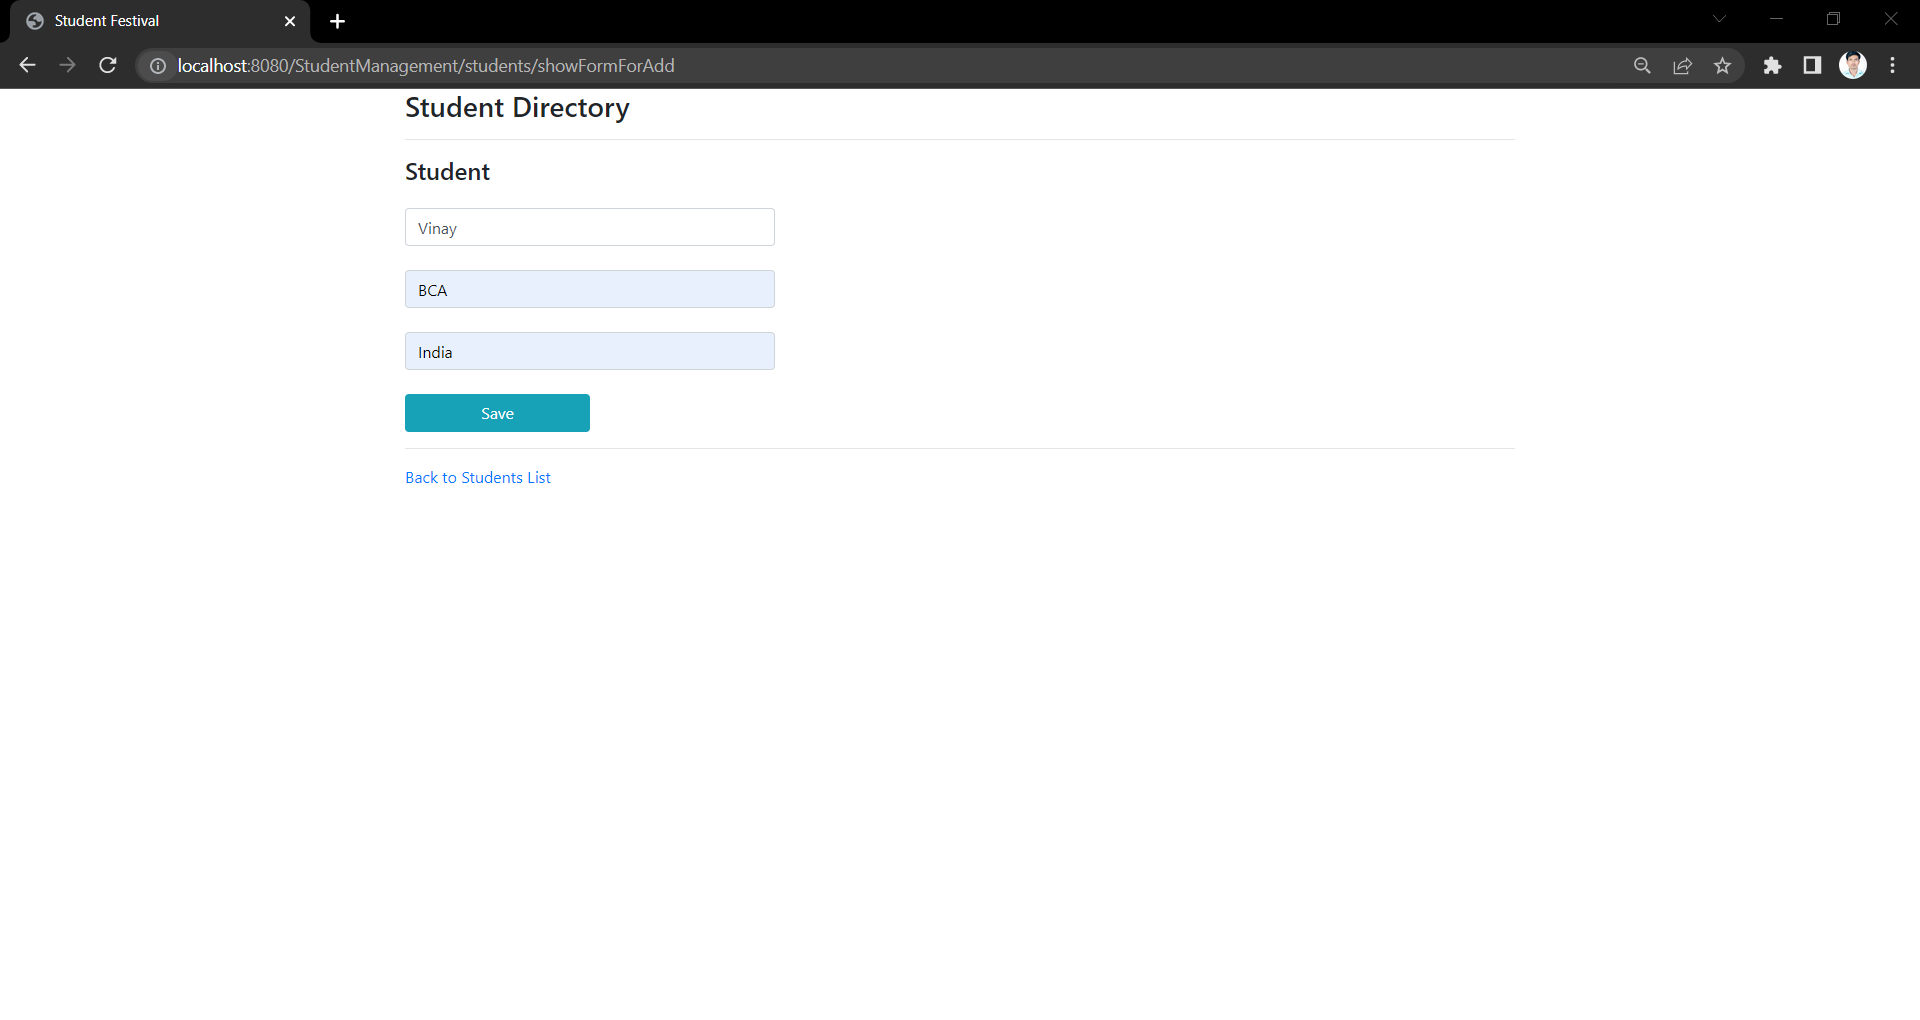 Student Festival
localhost:8080/StudentManagement/students/showFormForAdd
Student Directory
Student
Vinay
BCA
India
Save
Back to Students List